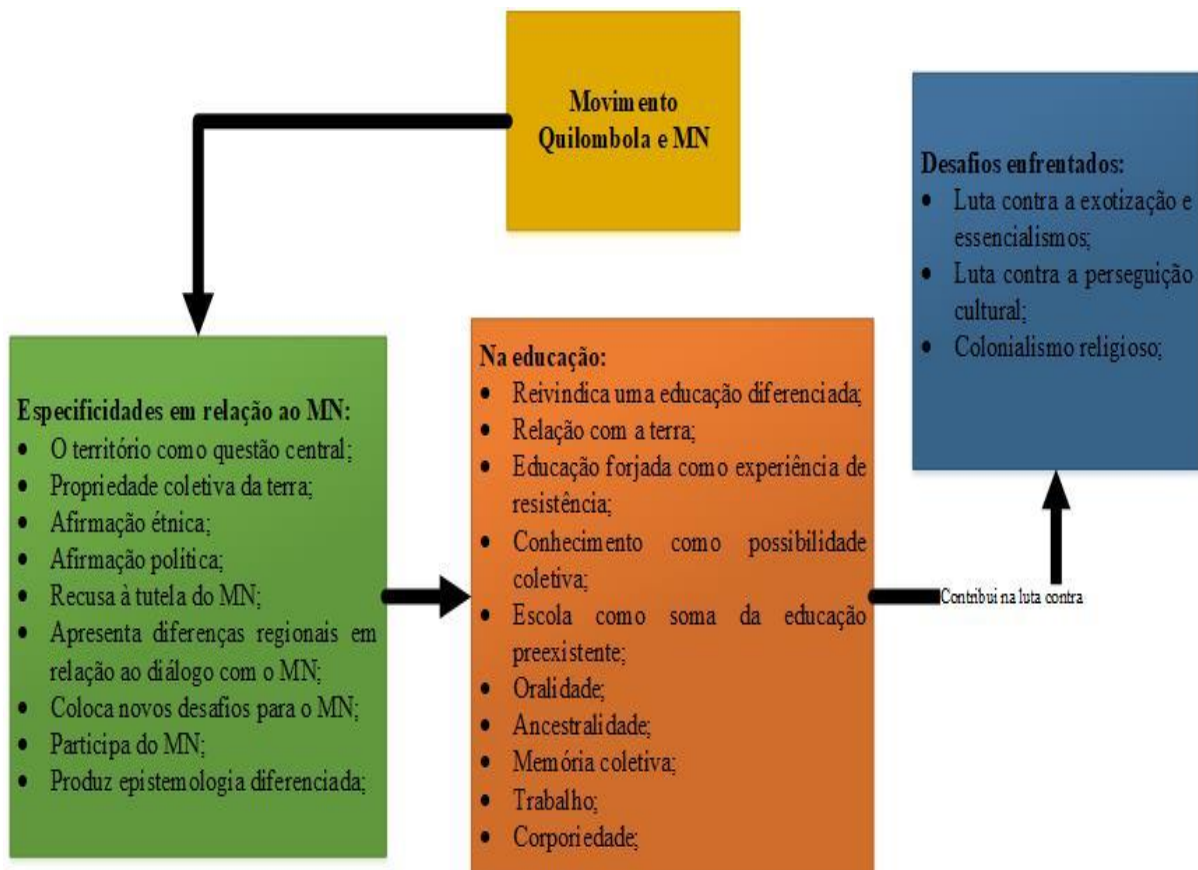 Movimento
Quilombola e MN
Especificidades em relação ao MN:
• O território como questão central;
• Propriedade coletiva da terra;
• Afirmação étnica;
• Afirmação política;
• Recusa à tutela do MN;
• Apresenta diferenças regionais em
relação ao diálogo com o MN;
• Coloca novos desafios para o MN;
• Participa do MN;
• Produz epistemologia diferenciada;
Na educação:
• Reivindica uma educação diferenciada;
• Relação com a terra;
• Educação forjada como experiência de
resistência;
• Conhecimento como possibilidade
coletiva;
• Escola como soma da educação
preexistente;
• Oralidade;
• Ancestralidade;
• Memória coletiva;
• Trabalho;
• Corporiedade;
Contribui na luta contra
Desafios enfrentados:
• Luta contra a exotização e
essencialismos;
• Luta contra a perseguição
cultural;
• Colonialismo religioso;